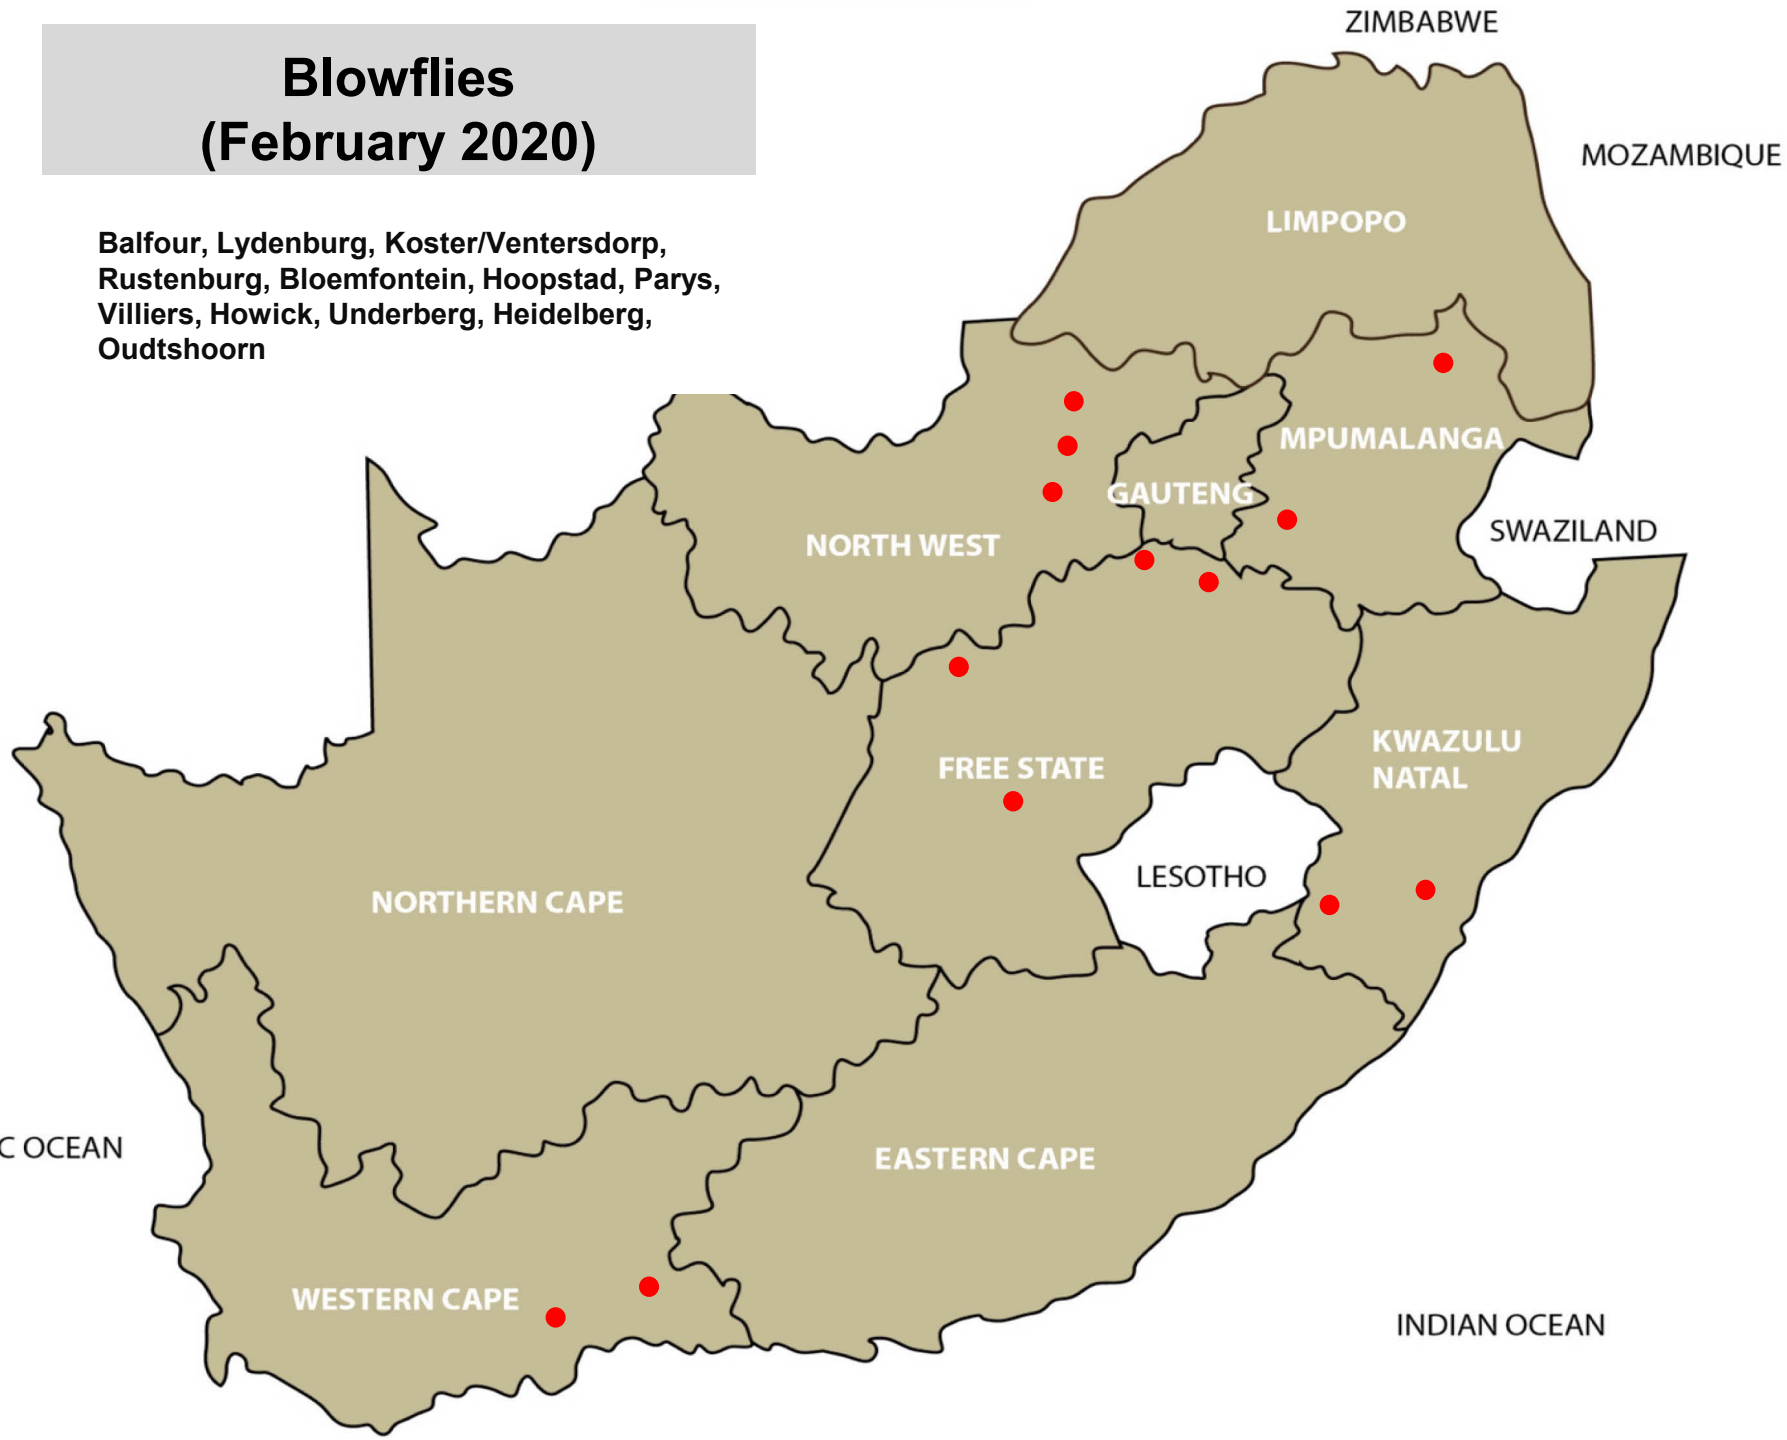 Blowflies
(February 2020)
Balfour, Lydenburg, Koster/Ventersdorp,
Rustenburg, Bloemfontein, Hoopstad, Parys,
Villiers, Howick, Underberg, Heidelberg,
Oudtshoorn
ZIMBABWE
MOZAMBIQUE
LIMPOPO
MPUMALANGA
GAUTENG
SWAZILAND
NORTH WEST
KWAZULU
NATAL
FREE STATE
LESOTHO
NORTHERN CAPE
C OCEAN
EASTERN CAPE
WESTERN CAPE
INDIAN OCEAN